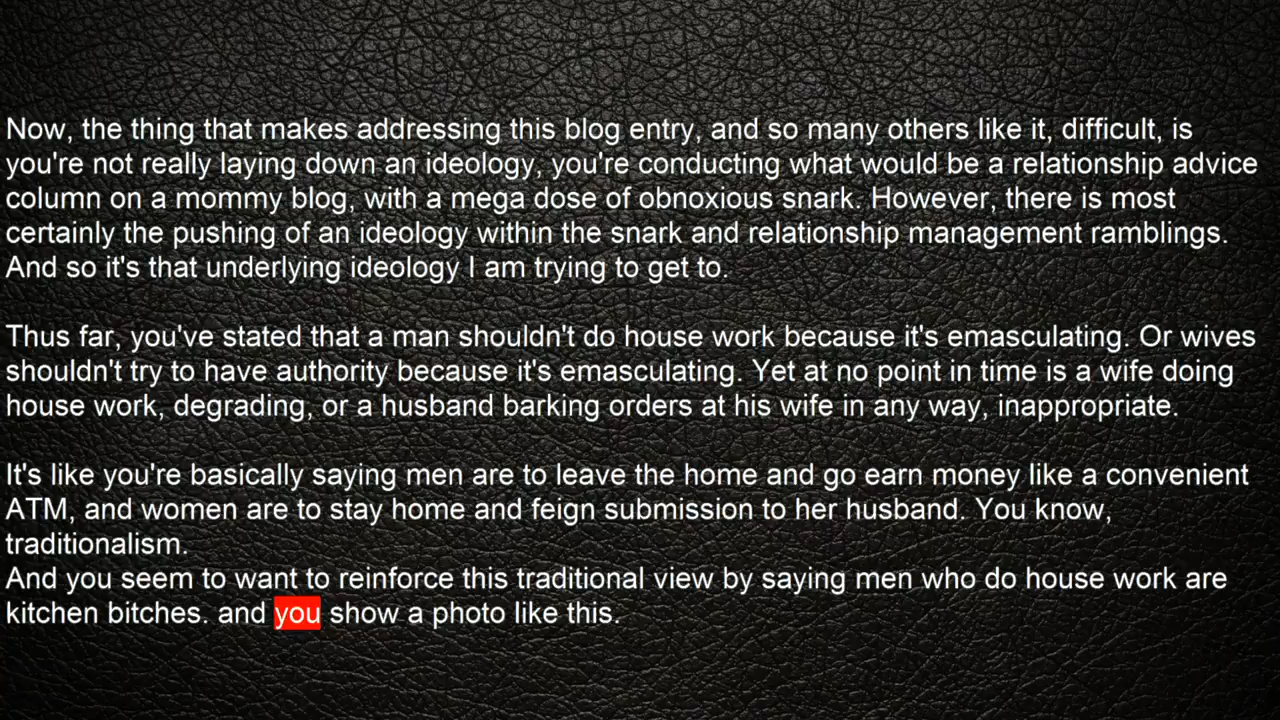 Now, the thing that makes addressing this blog entry, and so many others like it, difficult, is
you're not really laying down an ideology, you're conducting what would be a relationship advice
column on a mommy blog, with a mega dose of obnoxious snark. However, there is most
certainly the pushing of an ideology within the snark and relationship management ramblings.
And so it's that underlying ideology I am trying to get to.
Thus far, you've stated that a man shouldn't do house work because it's emasculating. Or wives
shouldn't try to have authority because it's emasculating. Yet at no point in time is a wife doing
house work, degrading, or a husband barking orders at his wife in any way, inappropriate.
It's like you're basically saying men are to leave the home and go earn money like a convenient
ATM, and women are to stay home and feign submission to her husband. You know,
traditionalism.
And you seem to want to reinforce this traditional view by saying men who do house work are
kitchen bitches. and you show a photo like this.